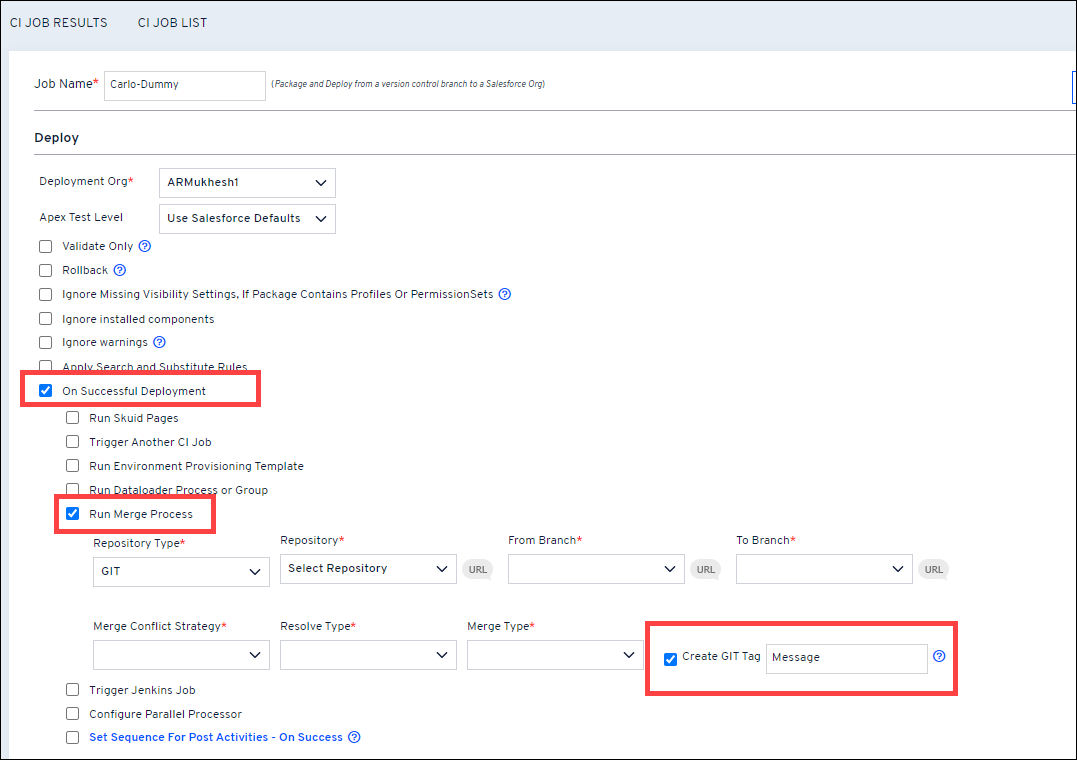 CI JOB RESULTS CI JOB LIST
Job Name* Carlo-Dummy (Package and Deploy from a version control branch to a Salesforce Org)
Deploy
Deployment Org* ARMukhesh1
Apex Test Level Use Salesforce Defaults
Validate Only ?
Rollback ?
Ignore Missing Visibility Settings, If Package Contains Profiles Or PermissionSets ?
Ignore installed components
Ignore warnings ?
Apply Search and Substitute Rules
On Successful Deployment
Run Skuid Pages
Trigger Another CI Job
Run Environment Provisioning Template
Run Dataloader Process or Group
Run Merge Process
Repository Type* Repository* From Branch* To Branch*
GIT Select Repository URL URL URL
Merge Conflict Strategy* Resolve Type* Merge Type*
Create GIT Tag Message ?
Trigger Jenkins Job
Configure Parallel Processor
Set Sequence For Post Activities - On Success ?